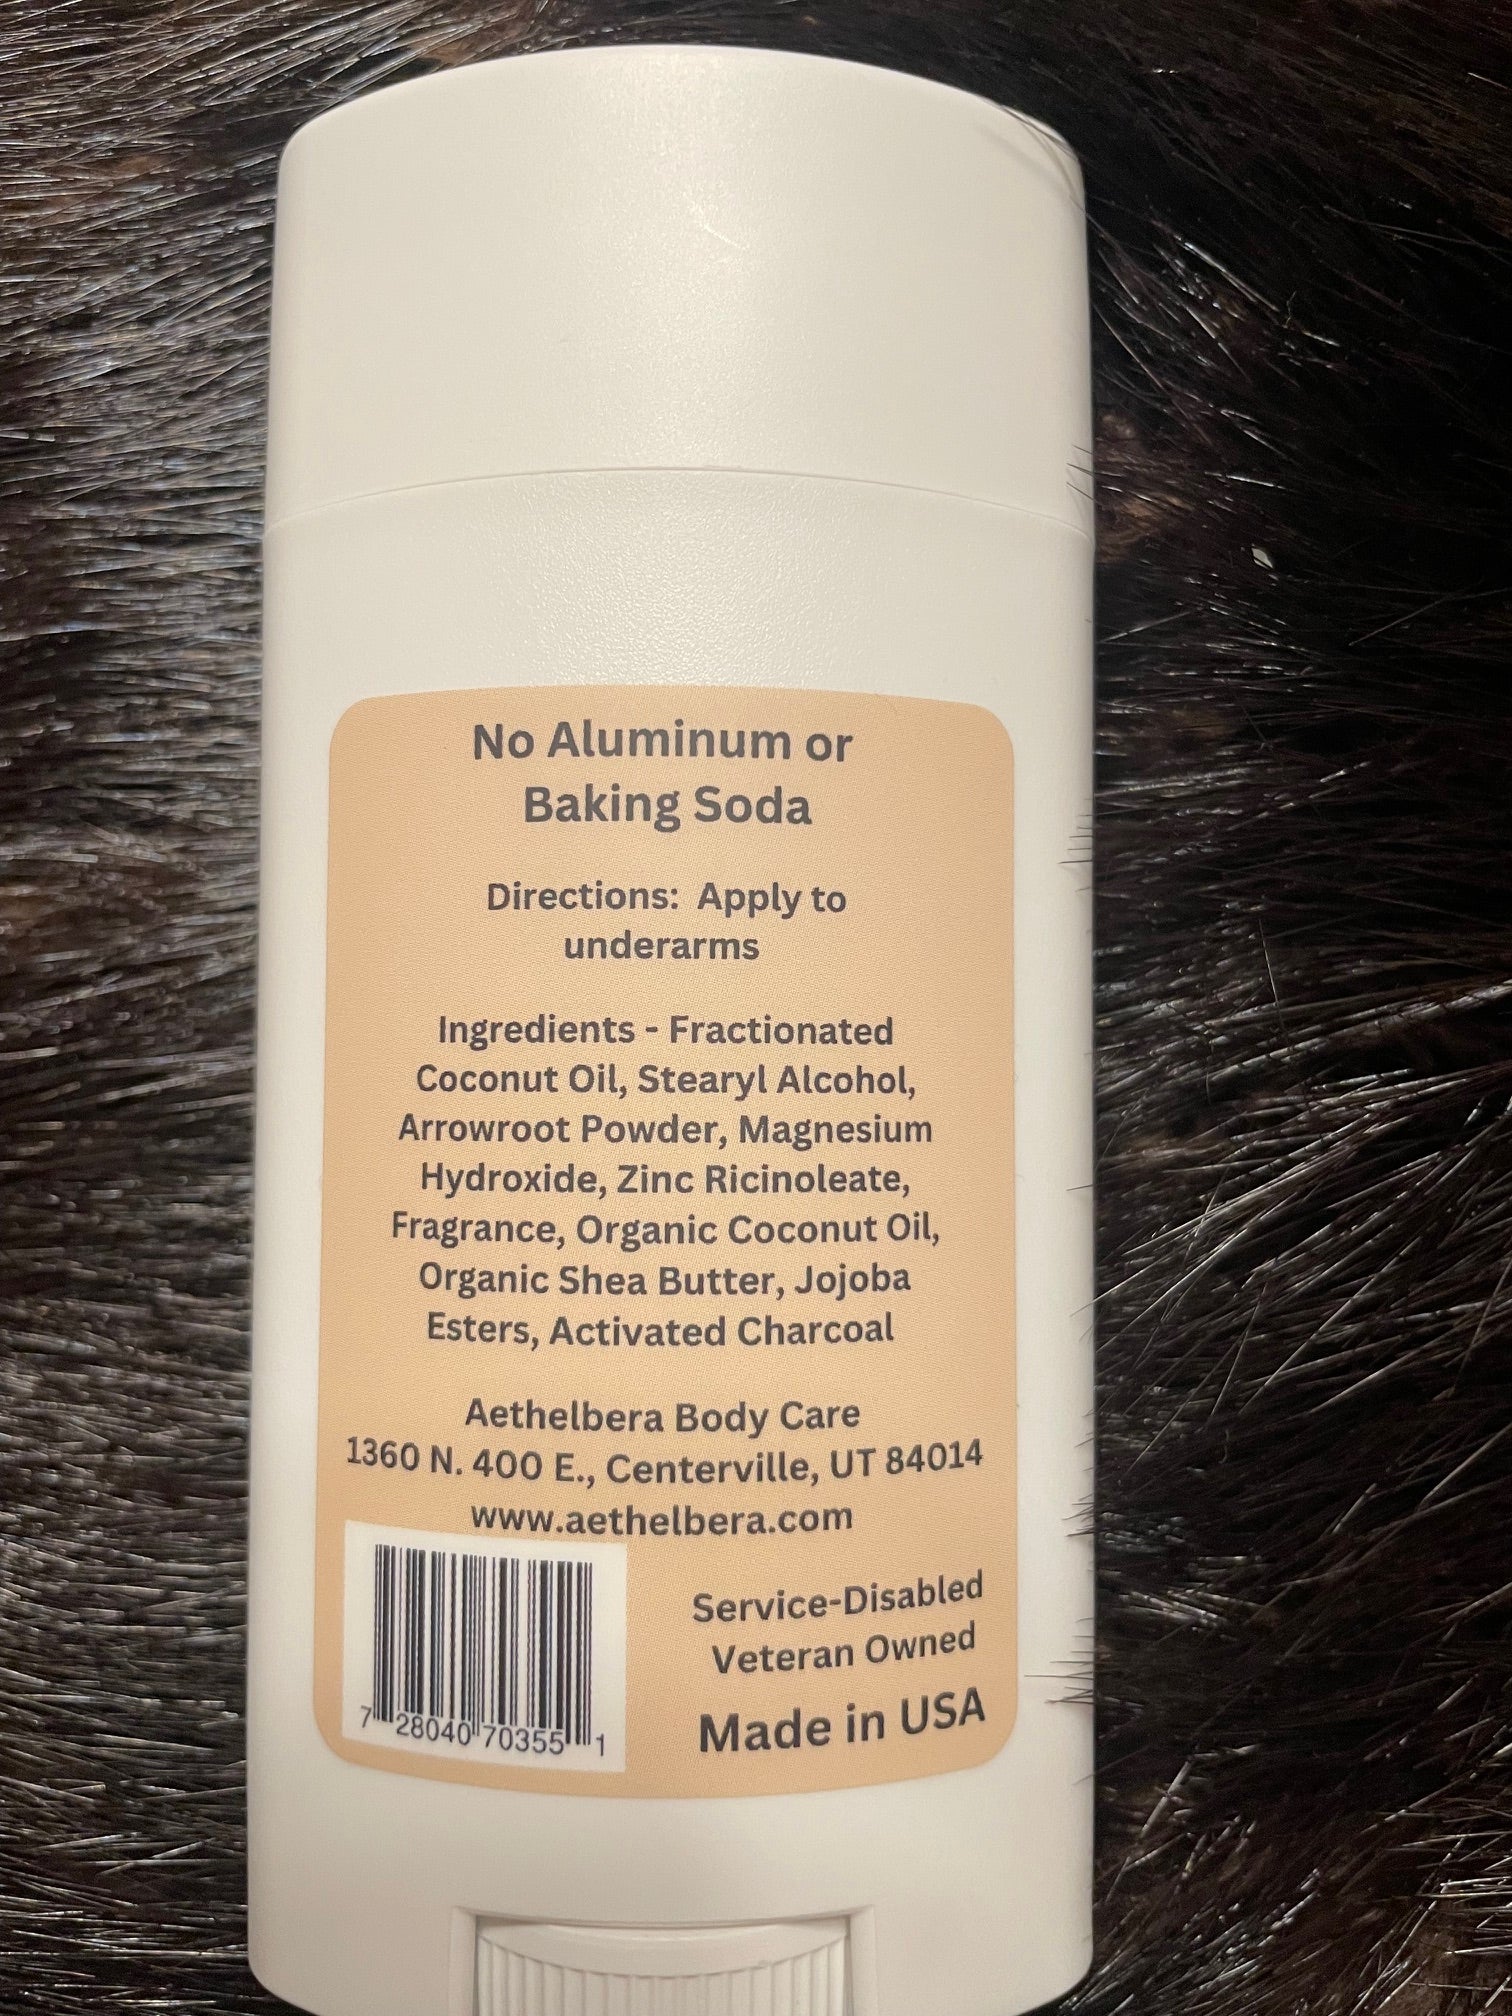 No Aluminum or
Baking Soda
Directions:  Apply to
underarms
Ingredients - Fractionated
Coconut Oil, Stearyl Alcohol,
Arrowroot Powder, Magnesium
Hydroxide, Zinc Ricinoleate,
Fragrance, Organic Coconut Oil,
Organic Shea Butter, Jojoba
Esters, Activated Charcoal
Aethelbera Body Care
1360 N. 400 E., Centerville, UT 84014
www.aethelbera.com
Service-Disabled
Veteran Owned
Made in USA
7 28040 70355 1